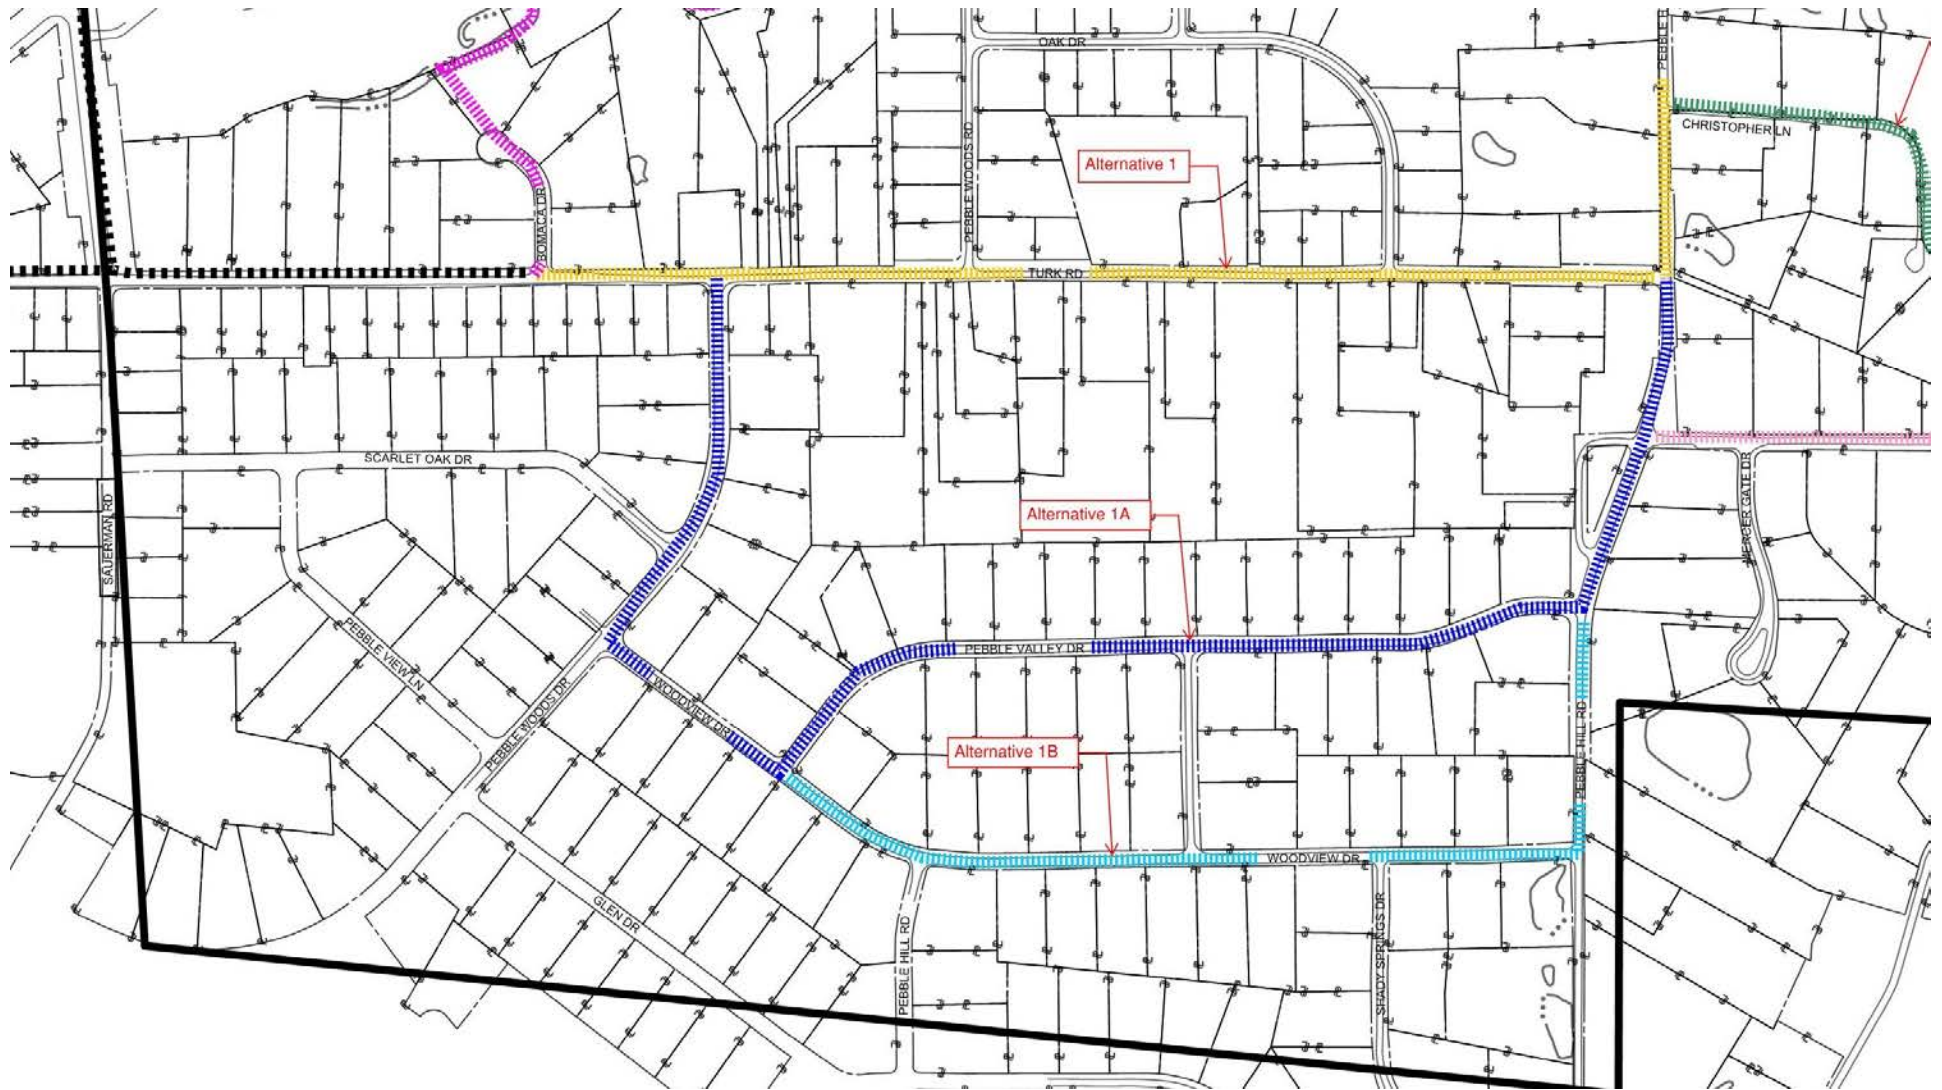 OAK DR
PEBBLE
CHRISTOPHER LN
Alternative 1
PEBBLE WOODS RD
BOMACA DR
TURK RD
SCARLET OAK DR
MERCER GATE DR
SAUERMAN RD
Alternative 1A
PEBBLE VIEW LN
PEBBLE VALLEY DR
WOODVIEW DR
PEBBLE WOODS DR
PEBBLE HILL RD
Alternative 1B
WOODVIEW DR
GLEN DR
PEBBLE HILL RD
SHADY SPRINGS DR